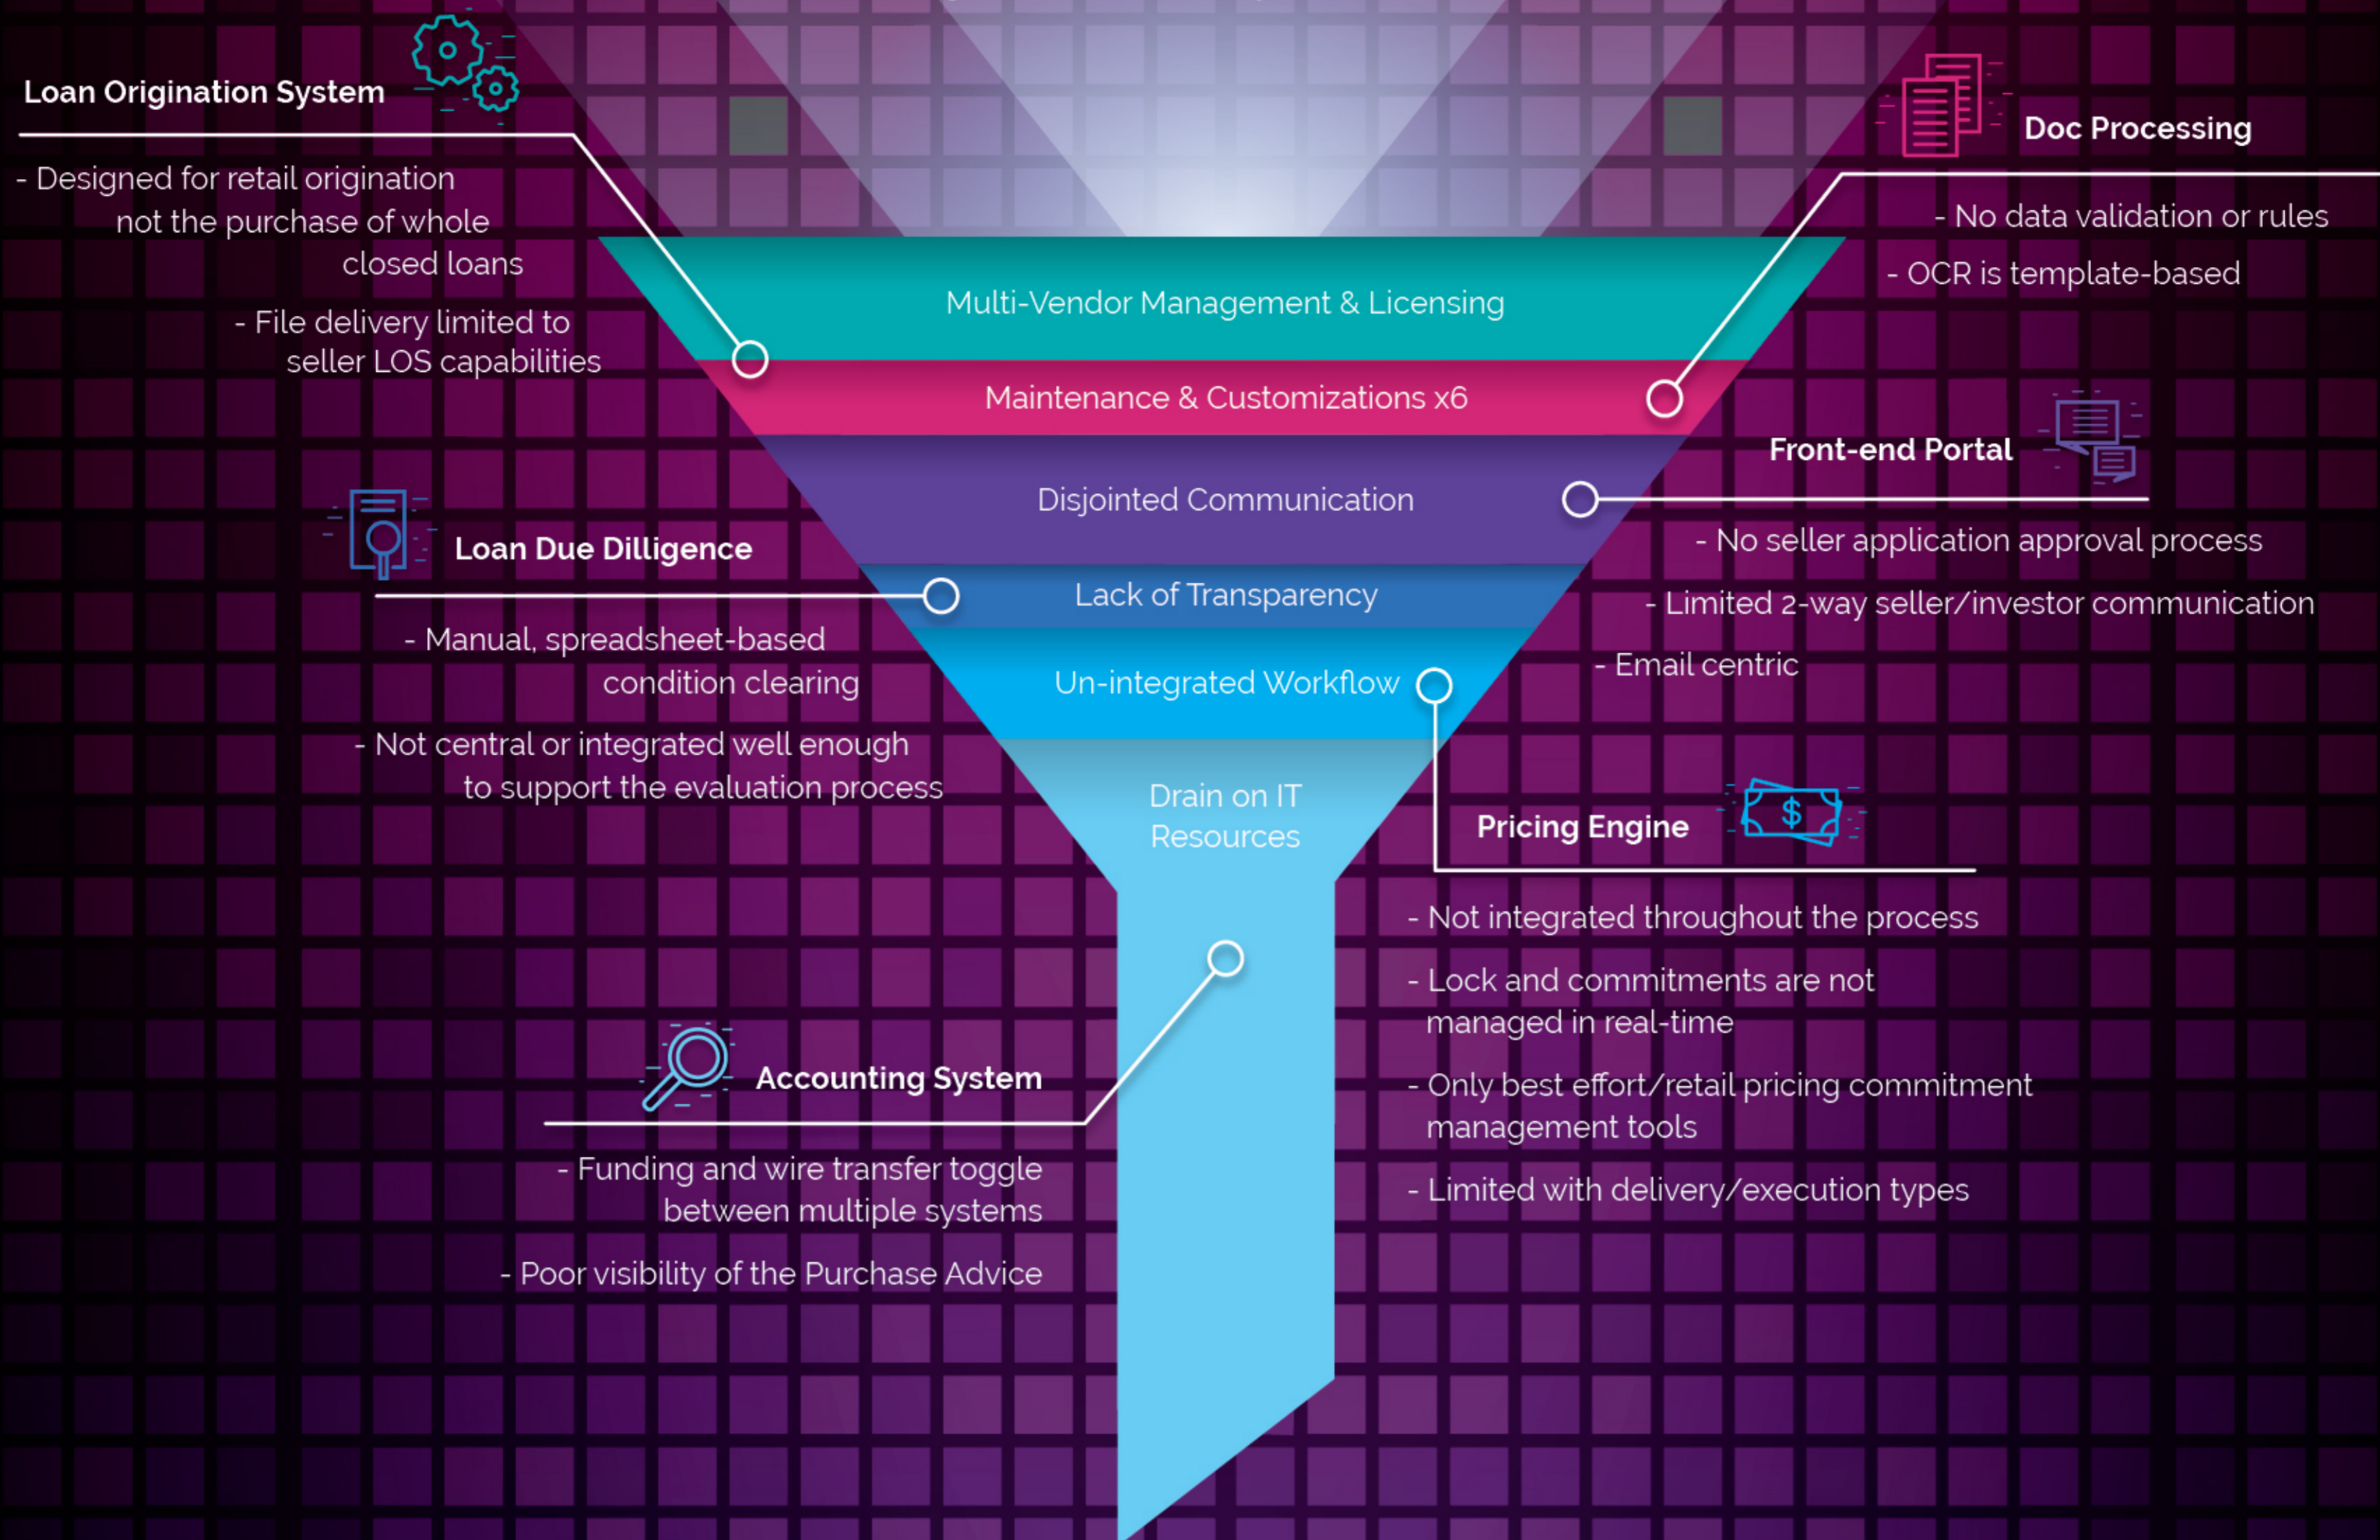 Loan Origination System
- Designed for retail origination
not the purchase of whole
closed loans
- File delivery limited to
seller LOS capabilities
Doc Processing
- No data validation or rules
- OCR is template-based
Multi-Vendor Management & Licensing
Maintenance & Customizations x6
Disjointed Communication
Lack of Transparency
Un-integrated Workflow
Drain on IT
Resources
Front-end Portal
- No seller application approval process
- Limited 2-way seller/investor communication
- Email centric
Loan Due Dilligence
- Manual, spreadsheet-based
condition clearing
- Not central or integrated well enough
to support the evaluation process
Pricing Engine
$
- Not integrated throughout the process
- Lock and commitments are not
managed in real-time
- Only best effort/retail pricing commitment
management tools
- Limited with delivery/execution types
Accounting System
- Funding and wire transfer toggle
between multiple systems
- Poor visibility of the Purchase Advice